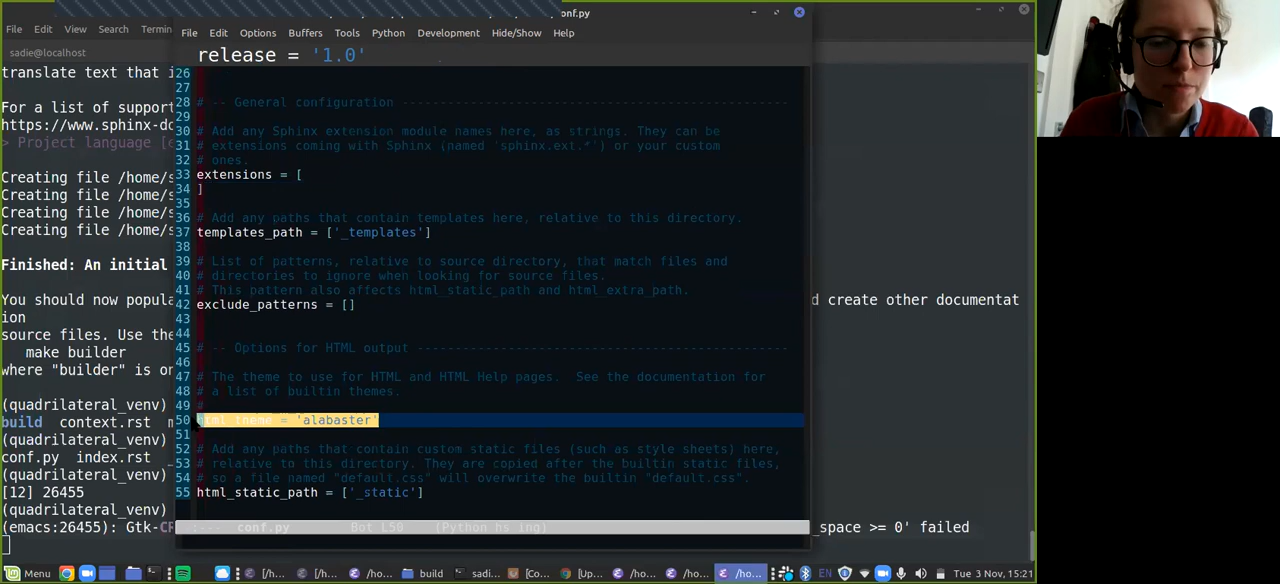 conf.py
File Edit View Search Termin
File Edit Options Buffers Tools Python Development Hide/Show Help
sadie@localhost
release = '1.0'
translate text that i
For a list of support
https://www.sphinx-do
> Project language [e
Creating file /home/s
Creating file /home/s
Creating file /home/s
Creating file /home/s
Finished: An initial
You should now popula
d create other documentat
ion
source files. Use the
make builder
where "builder" is on
(quadrilateral_venv)
build context.rst m
(quadrilateral_venv)
conf.py index.rst
(quadrilateral_venv)
[12] 26455
(quadrilateral_venv)
(emacs:26455): Gtk-CR
_space >= 0' failed
26
27
28 # -- General configuration ---------------------------------------------------
29
30 # Add any Sphinx extension module names here, as strings. They can be
31 # extensions coming with Sphinx (named 'sphinx.ext.*') or your custom
32 # ones.
33 extensions = [
34 ]
35
36 # Add any paths that contain templates here, relative to this directory.
37 templates_path = ['_templates']
38
39 # List of patterns, relative to source directory, that match files and
40 # directories to ignore when looking for source files.
41 # This pattern also affects html_static_path and html_extra_path.
42 exclude_patterns = []
43
44
45 # -- Options for HTML output -------------------------------------------------
46
47 # The theme to use for HTML and HTML Help pages.  See the documentation for
48 # a list of builtin themes.
49 #
50 html_theme = 'alabaster'
51
52 # Add any paths that contain custom static files (such as style sheets) here,
53 # relative to this directory. They are copied after the builtin static files,
54 # so a file named "default.css" will overwrite the builtin "default.css".
55 html_static_path = ['_static']
-:--- conf.py Bot L50 (Python hs ing)
Menu [/h... [/h... /ho... build sadi... [Co... [Up... /ho... /ho... /ho... EN Tue 3 Nov, 15:21